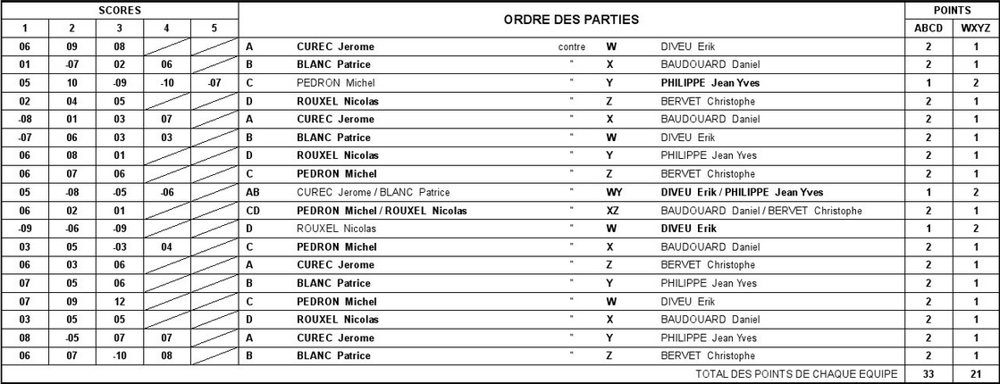 SCORES ORDRE DES PARTIES POINTS
1 2 3 4 5 ABCD WXYZ
06 09 08 A CUREC Jerome contre W DIVEU Erik 2 1
01 -07 02 06 B BLANC Patrice " X BAUDOUARD Daniel 2 1
05 10 -09 -10 -07 C PEDRON Michel " Y PHILIPPE Jean Yves 1 2
02 04 05 D ROUXEL Nicolas " Z BERVET Christophe 2 1
-08 01 03 07 A CUREC Jerome " X BAUDOUARD Daniel 2 1
-07 06 03 03 B BLANC Patrice " W DIVEU Erik 2 1
06 08 01 D ROUXEL Nicolas " Y PHILIPPE Jean Yves 2 1
06 07 06 C PEDRON Michel " Z BERVET Christophe 2 1
05 -08 -05 -06 AB CUREC Jerome / BLANC Patrice " WY DIVEU Erik / PHILIPPE Jean Yves 1 2
06 02 01 CD PEDRON Michel / ROUXEL Nicolas " XZ BAUDOUARD Daniel / BERVET Christophe 2 1
-09 -06 -09 D ROUXEL Nicolas " W DIVEU Erik 1 2
03 05 -03 04 C PEDRON Michel " X BAUDOUARD Daniel 2 1
06 03 06 A CUREC Jerome " Z BERVET Christophe 2 1
07 05 06 B BLANC Patrice " Y PHILIPPE Jean Yves 2 1
07 09 12 C PEDRON Michel " W DIVEU Erik 2 1
03 05 05 D ROUXEL Nicolas " X BAUDOUARD Daniel 2 1
08 -05 07 07 A CUREC Jerome " Y PHILIPPE Jean Yves 2 1
06 07 -10 08 B BLANC Patrice " Z BERVET Christophe 2 1
TOTAL DES POINTS DE CHAQUE EQUIPE 33 21